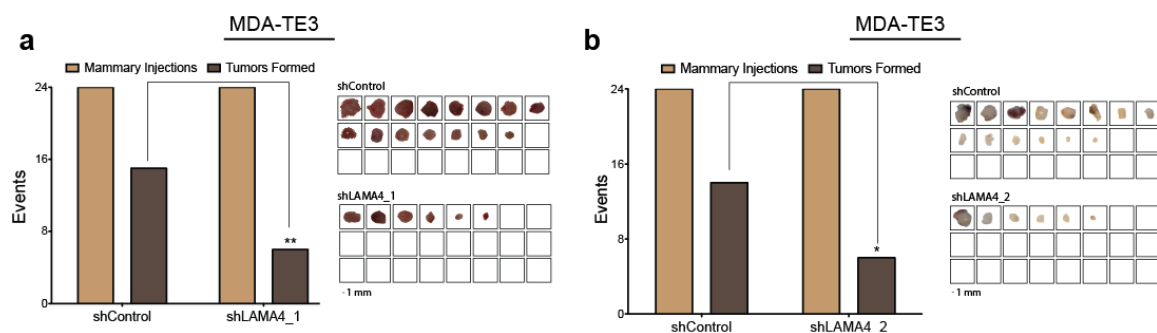 a
MDA-TE3
Mammary Injections Tumors Formed
24
16
8
0
Events
**
shControl shLAMA4_1
shControl
shLAMA4_1
- 1 mm
b
MDA-TE3
Mammary Injections Tumors Formed
24
16
8
0
Events
*
shControl shLAMA4_2
shControl
shLAMA4_2
- 1 mm